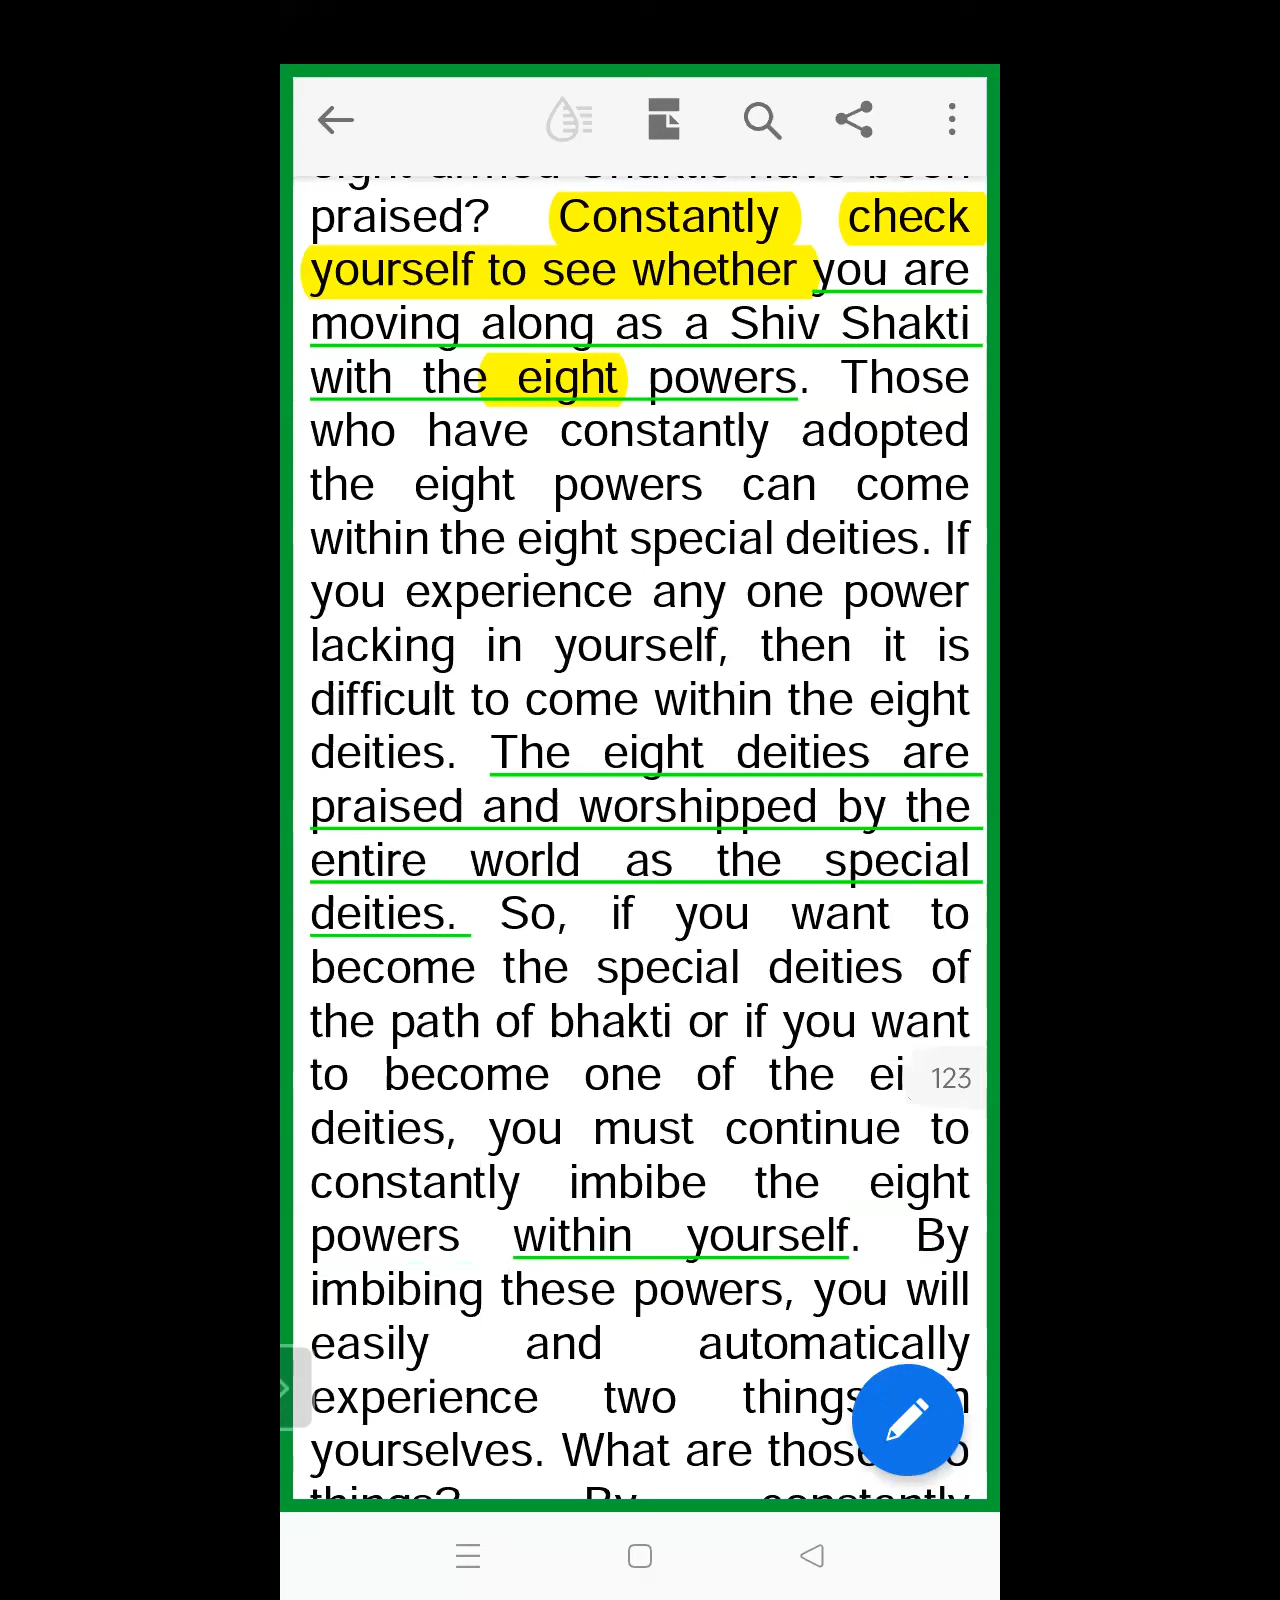 praised? Constantly check
yourself to see whether you are
moving along as a Shiv Shakti
with the eight powers. Those
who have constantly adopted
the eight powers can come
within the eight special deities. If
you experience any one power
lacking in yourself, then it is
difficult to come within the eight
deities. The eight deities are
praised and worshipped by the
entire world as the special
deities. So, if you want to
become the special deities of
the path of bhakti or if you want
to become one of the ei
123
deities, you must continue to
constantly imbibe the eight
powers within yourself. By
imbibing these powers, you will
easily and automatically
experience two things
yourselves. What are those
things? By constantly